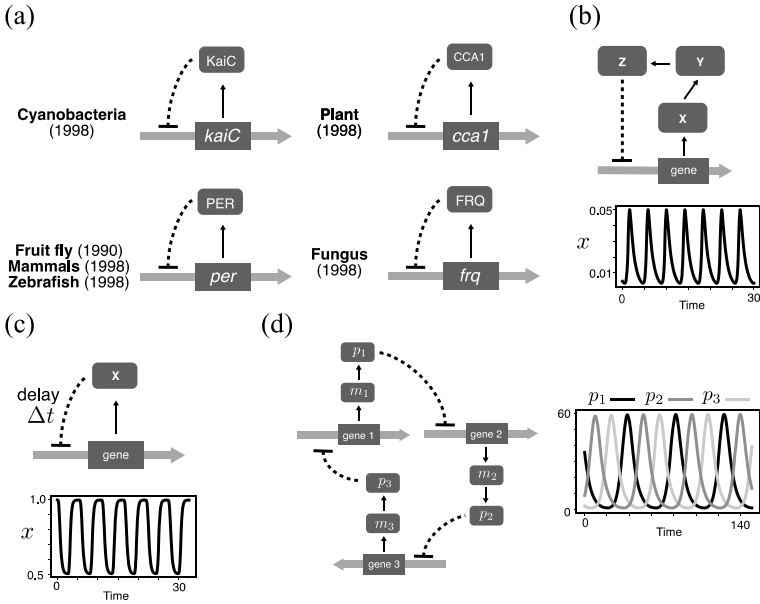 (a)
KaiC
Cyanobacteria
(1998)
kaiC
CCA1
Plant
(1998)
cca1
PER
Fruit fly (1990)
Mammals (1998)
Zebrafish (1998)
per
FRQ
Fungus
(1998)
frq
(b)
Z
Y
X
gene
0.05
x
0.01
0
30
Time
(c)
X
delay
Δt
gene
1.0
x
0.5
0
30
Time
(d)
p₁
m₁
gene 1
gene 2
m₂
p₂
p₃
m₃
gene 3
p₁ p₂ p₃
60
0
0
140
Time